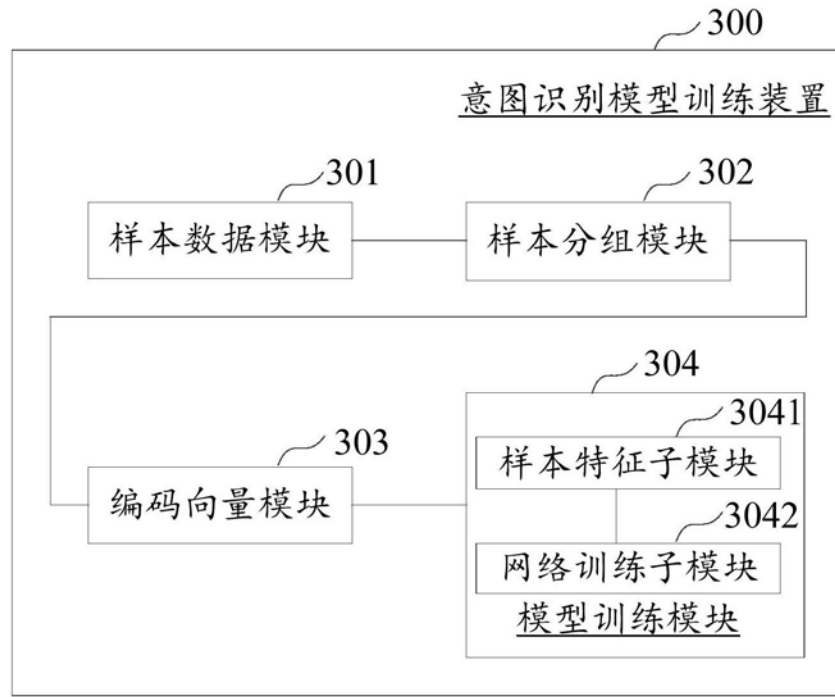 300
意图识别模型训练装置
301
302
样本数据模块
样本分组模块
304
3041
303
样本特征子模块
编码向量模块
3042
网络训练子模块
模型训练模块